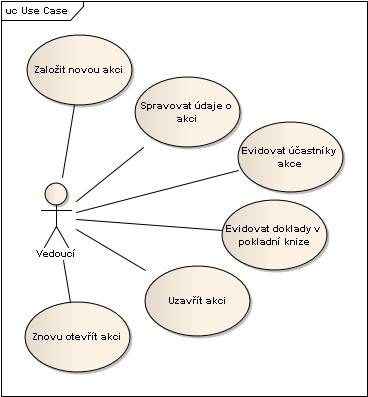 uc Use Case
Založit novou akci
Spravovat údaje o
akci
Evidovat účastníky
akce
Evidovat doklady v
pokladní knize
Vedoucí
Uzavřít akci
Znovu otevřít akci